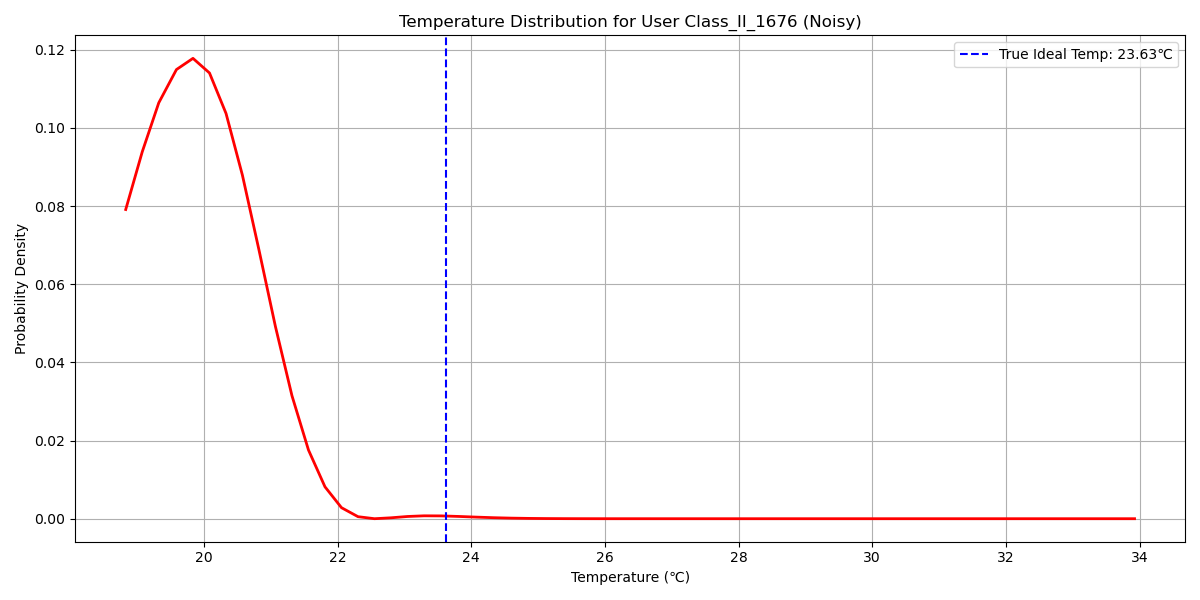 Temperature Distribution for User Class_II_1676 (Noisy)
True Ideal Temp: 23.63℃
0.12
0.10
0.08
0.06
0.04
0.02
0.00
Probability Density
20 22 24 26 28 30 32 34
Temperature (℃)